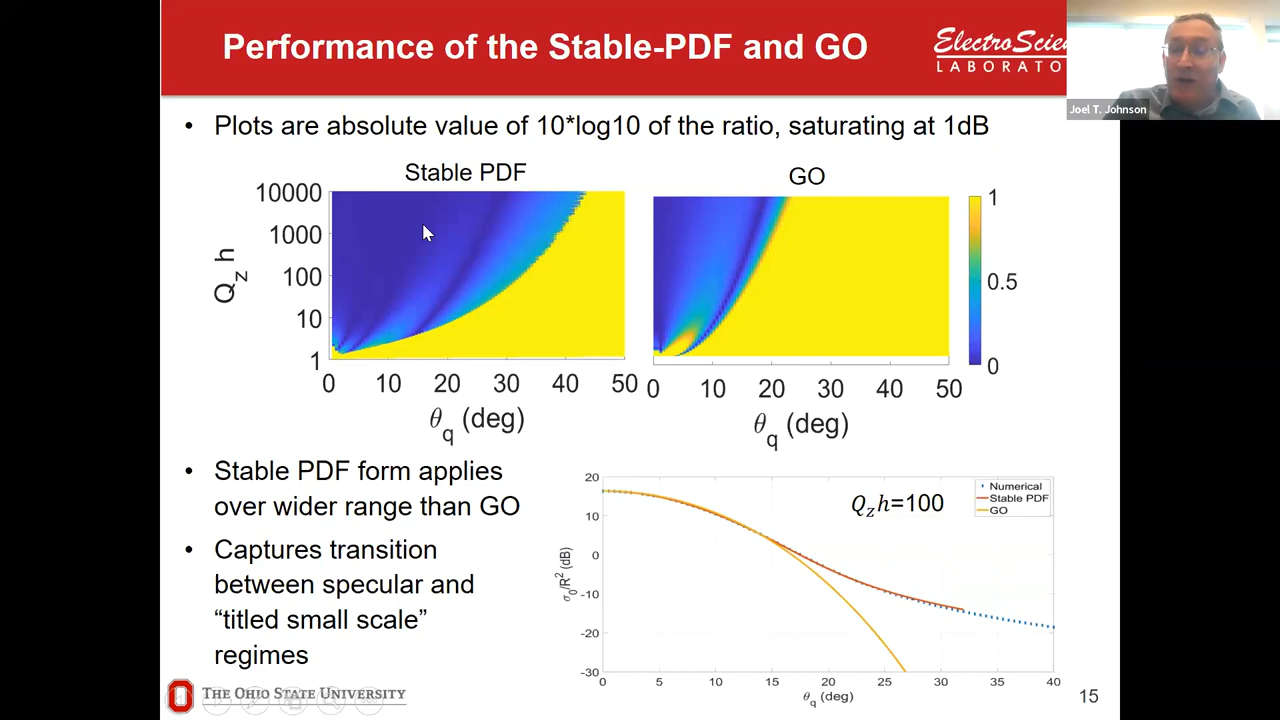 Performance of the Stable-PDF and GO
ElectroScien
LABORATO
Joel T. Johnson
• Plots are absolute value of 10*log10 of the ratio, saturating at 1dB
Stable PDF
GO
10000
1000
100
10
1
Q_z h
0 10 20 30 40 50
θ_q (deg)
0 10 20 30 40 50
θ_q (deg)
1
0.5
0
• Stable PDF form applies
over wider range than GO
• Captures transition
between specular and
“titled small scale”
regimes
20
10
0
-10
-20
-30
σ_0/R^2 (dB)
Q_z h=100
Numerical
Stable PDF
GO
0 5 10 15 20 25 30 35 40
θ_q (deg)
THE OHIO STATE UNIVERSITY
15